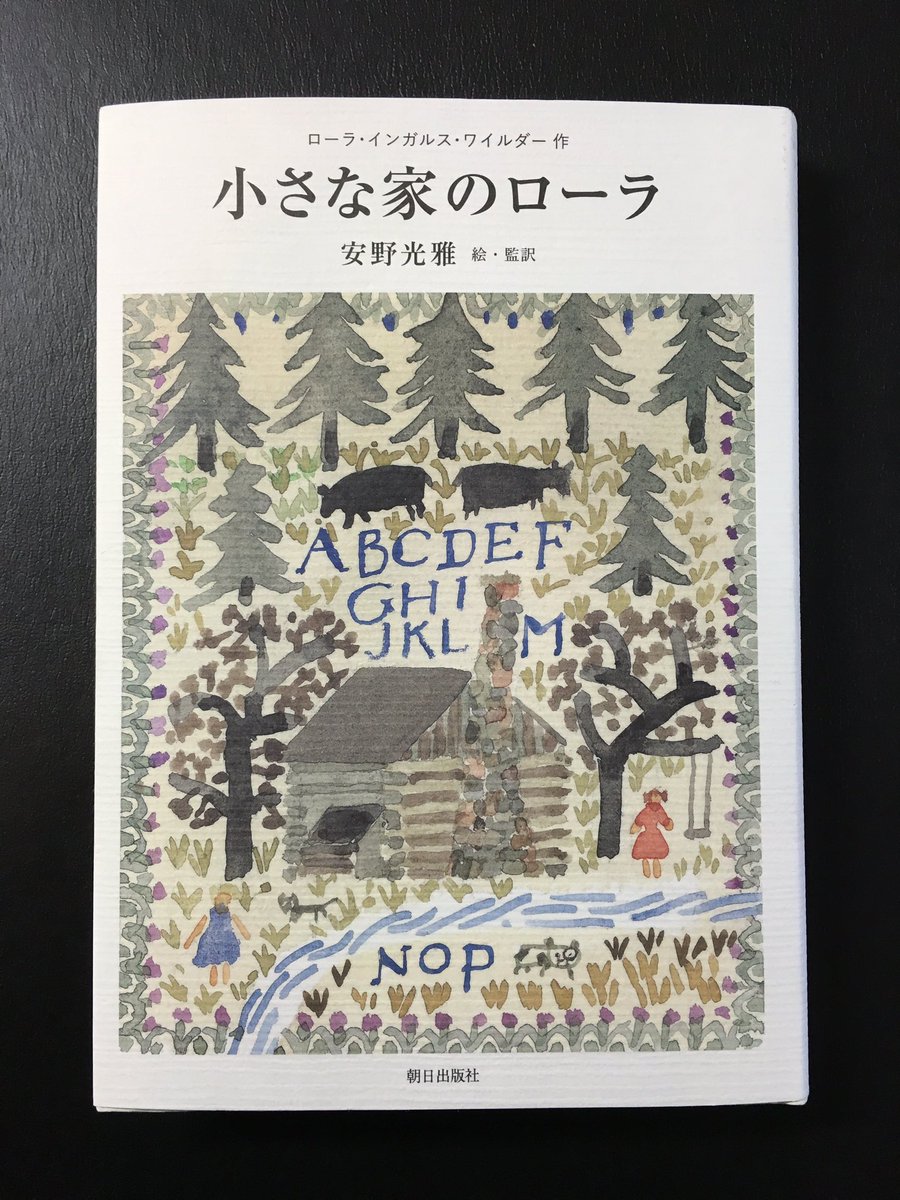 ローラ・インガルス・ワイルダー 作
小さな家のローラ
安野光雅 絵・監訳
ABCDEF
GHI
JKL M
NOP
朝日出版社